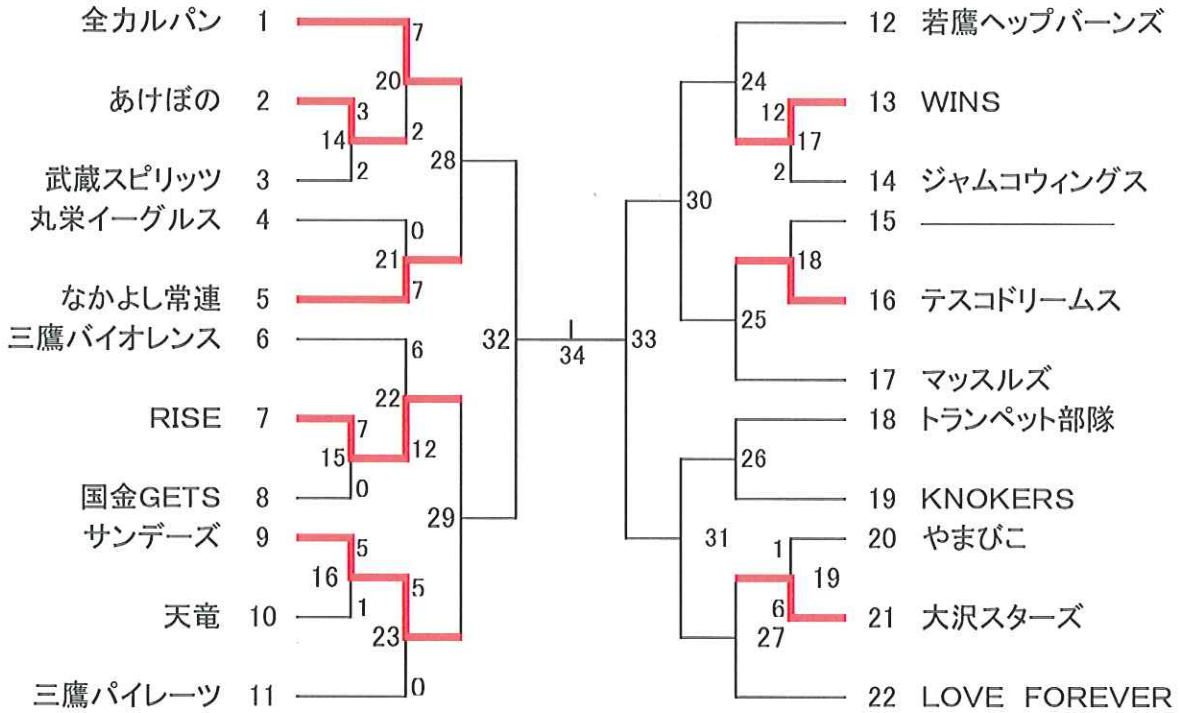 全力ルパン 1 7 12 若鷹ヘップバーンズ
20 24
あけぼの 2 3 12 13 WINS
14 2 17
28
武蔵スピリッツ 3 2 2 14 ジャムコウィングス
30
丸栄イーグルス 4 0 15
21 18
なかよし常連 5 7 16 テスコドリームス
25
三鷹バイオレンス 6 6 32 34 33
22 17 マッスルズ
RISE 7 7 12 18 トランペット部隊
15 26
国金GETS 8 0 19 KNOKERS
29
サンデーズ 9 5 31 1 20 やまびこ
16 5 19
天竜 10 1 6 21 大沢スターズ
23 27
三鷹パイレーツ 11 0 22 LOVE FOREVER